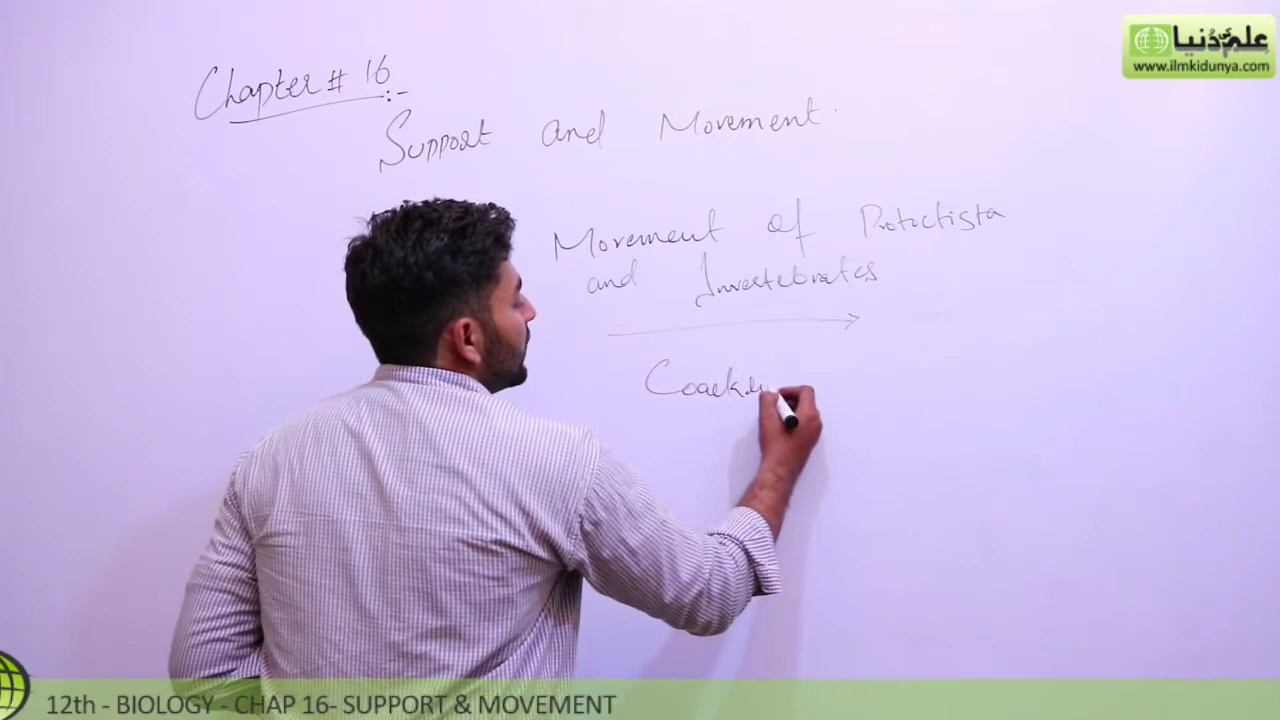 علم کی دُنیا
www.ilmkidunya.com
Chapter # 16 :-
Support and Movement.
Movement of Protoctista
and Invertebrates
12th - BIOLOGY - CHAP 16- SUPPORT & MOVEMENT